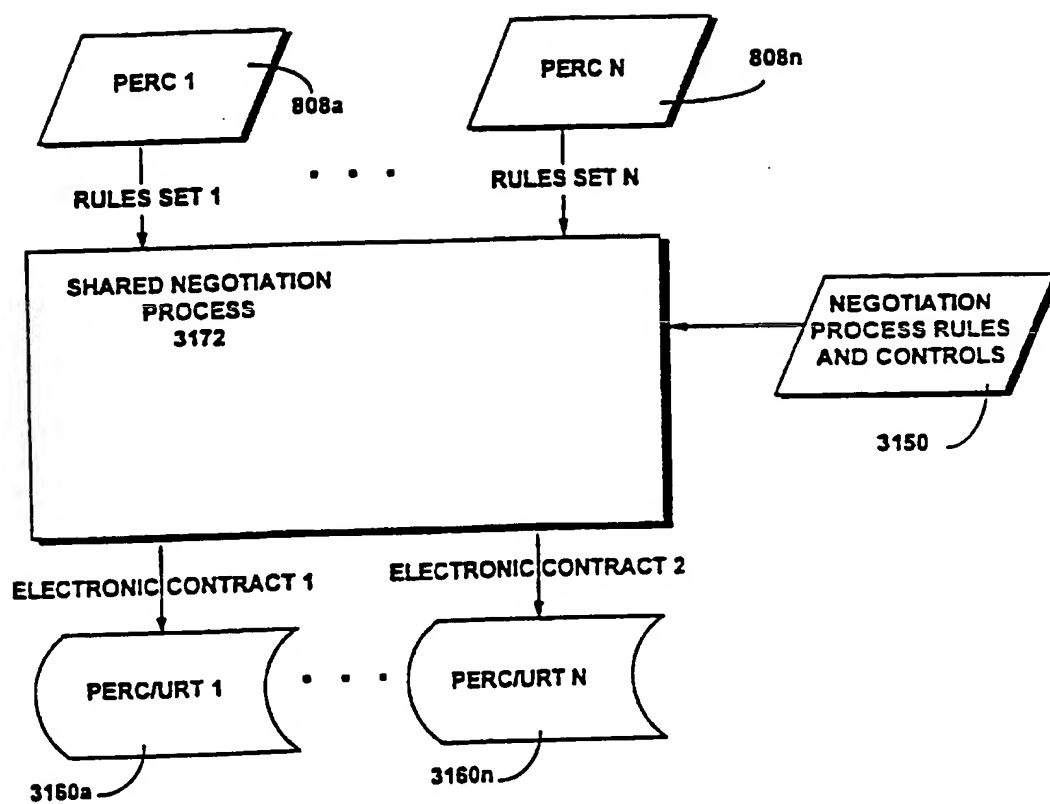 PERC 1
808a
PERC N
808n
RULES SET 1
RULES SET N
SHARED NEGOTIATION
PROCESS
3172
NEGOTIATION
PROCESS RULES
AND CONTROLS
3150
ELECTRONIC CONTRACT 1
ELECTRONIC CONTRACT 2
PERC/URT 1
PERC/URT N
3160a
3160n